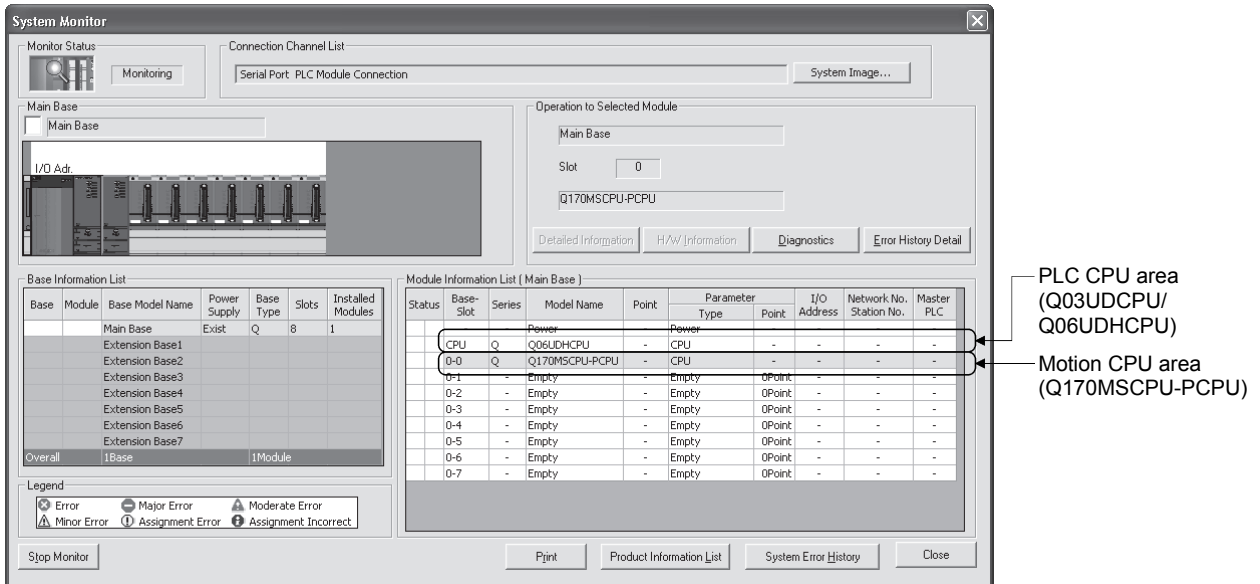 System Monitor
Monitor Status
Monitoring
Connection Channel List
Serial Port PLC Module Connection
System Image...
Main Base
Main Base
I/O Adr.
Operation to Selected Module
Main Base
Slot 0
Q170MSCPU-PCPU
Detailed Information H/W Information Diagnostics Error History Detail
Base Information List
Base Module Base Model Name Power Supply Base Type Slots Installed Modules
Main Base Exist Q 8 1
Extension Base1
Extension Base2
Extension Base3
Extension Base4
Extension Base5
Extension Base6
Extension Base7
Overall 1Base 1Module
Legend
Error Major Error Moderate Error
Minor Error Assignment Error Assignment Incorrect
Module Information List ( Main Base )
Status Base-Slot Series Model Name Point Parameter Type Point I/O Address Network No. Station No. Master PLC
- - Power - Power - - - -
CPU Q Q06UDHCPU - CPU - - - -
0-0 Q Q170MSCPU-PCPU - CPU - - - -
0-1 - Empty - Empty 0Point - - -
0-2 - Empty - Empty 0Point - - -
0-3 - Empty - Empty 0Point - - -
0-4 - Empty - Empty 0Point - - -
0-5 - Empty - Empty 0Point - - -
0-6 - Empty - Empty 0Point - - -
0-7 - Empty - Empty 0Point - - -
PLC CPU area
(Q03UDCPU/
Q06UDHCPU)
Motion CPU area
(Q170MSCPU-PCPU)
Stop Monitor Print Product Information List System Error History Close